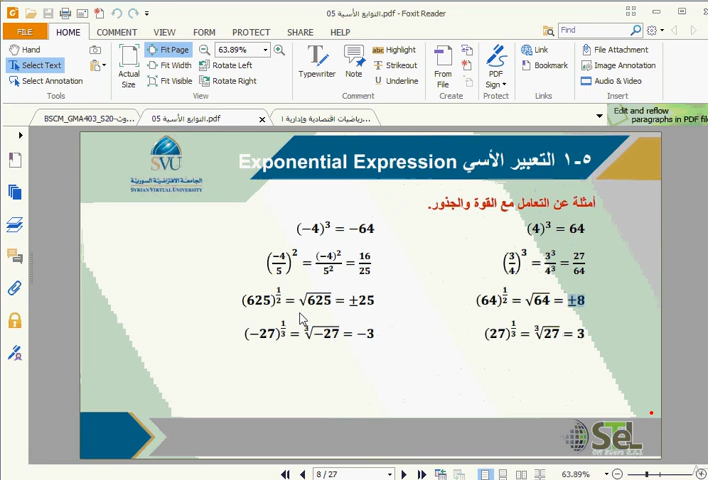 05 التوابع الأسية.pdf - Foxit Reader
FILE HOME COMMENT VIEW FORM PROTECT SHARE HELP Find
Hand
Select Text
Select Annotation
Tools
Actual Size
Fit Page
Fit Width
Fit Visible
63.89%
Rotate Left
Rotate Right
View
Typewriter
Note
Highlight
Strikeout
Underline
Comment
From File
Create
PDF Sign
Protect
Link
Bookmark
Links
File Attachment
Image Annotation
Audio & Video
Insert
05 التوابع الأسية.pdf
رياضيات اقتصادية وإدارية ا...
Edit and reflow
paragraphs in PDF file
SVU
الجامعة الافتراضية السورية
SYRIAN VIRTUAL UNIVERSITY
٥-١ التعبير الأسي Exponential Expression
أمثلة عن التعامل مع القوة والجذور.
(4)³ = 64
(−4)³ = −64
(3/4)³ = 3³/4³ = 27/64
(−4/5)² = (−4)²/5² = 16/25
(64)^(1/2) = √64 = ±8
(625)^(1/2) = √625 = ±25
(27)^(1/3) = ∛27 = 3
(−27)^(1/3) = ∛−27 = −3
STeL
8 / 27
63.89%